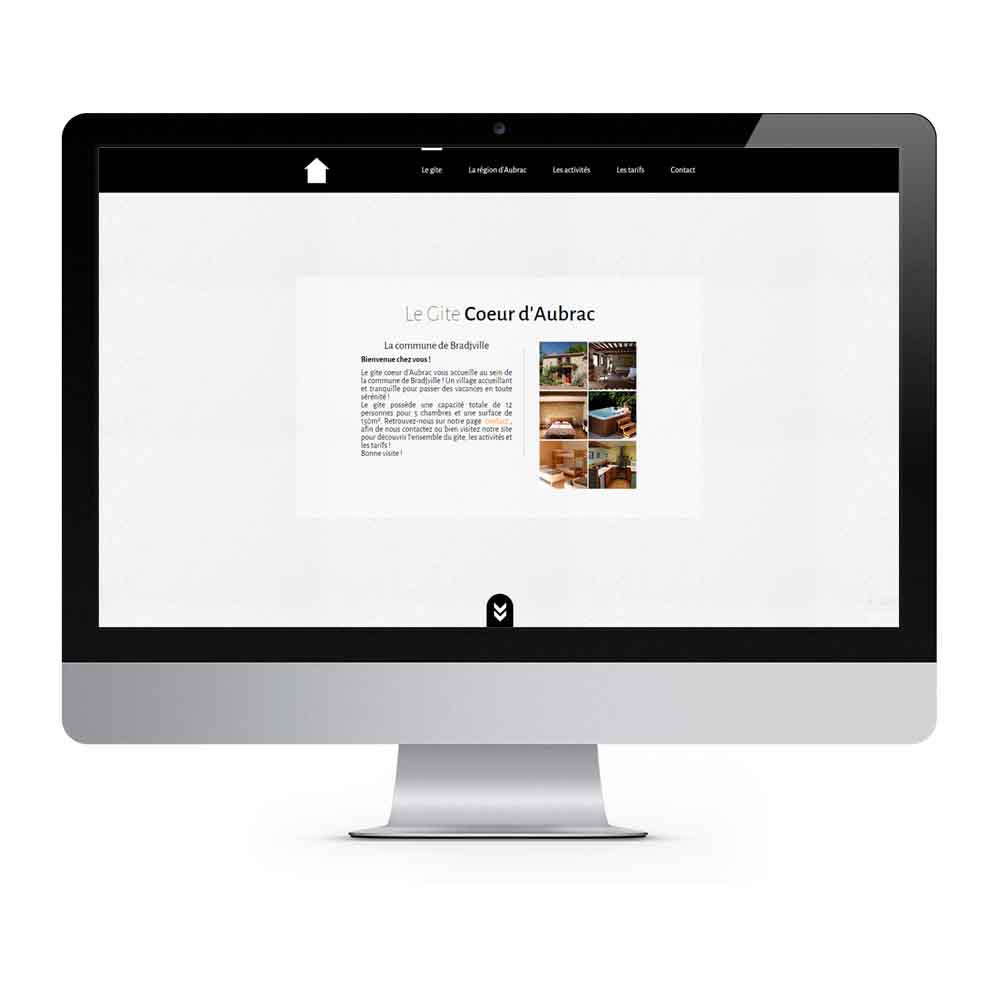 Le gîte La région d'Aubrac Les activités Les tarifs Contact
Le Gite Coeur d'Aubrac
La commune de Bradjville
Bienvenue chez vous !
Le gite coeur d'Aubrac vous accueille au sein de
la commune de Bradjville ! Un village accueillant
et tranquille pour passer des vacances en toute
sérénité !
Le gite possède une capacité totale de 12
personnes pour 5 chambres et une surface de
150m². Retrouvez-nous sur notre page contact ,
afin de nous contactez ou bien visitez notre site
pour découvrir l'ensemble du gite, les activités et
les tarifs !
Bonne visite !